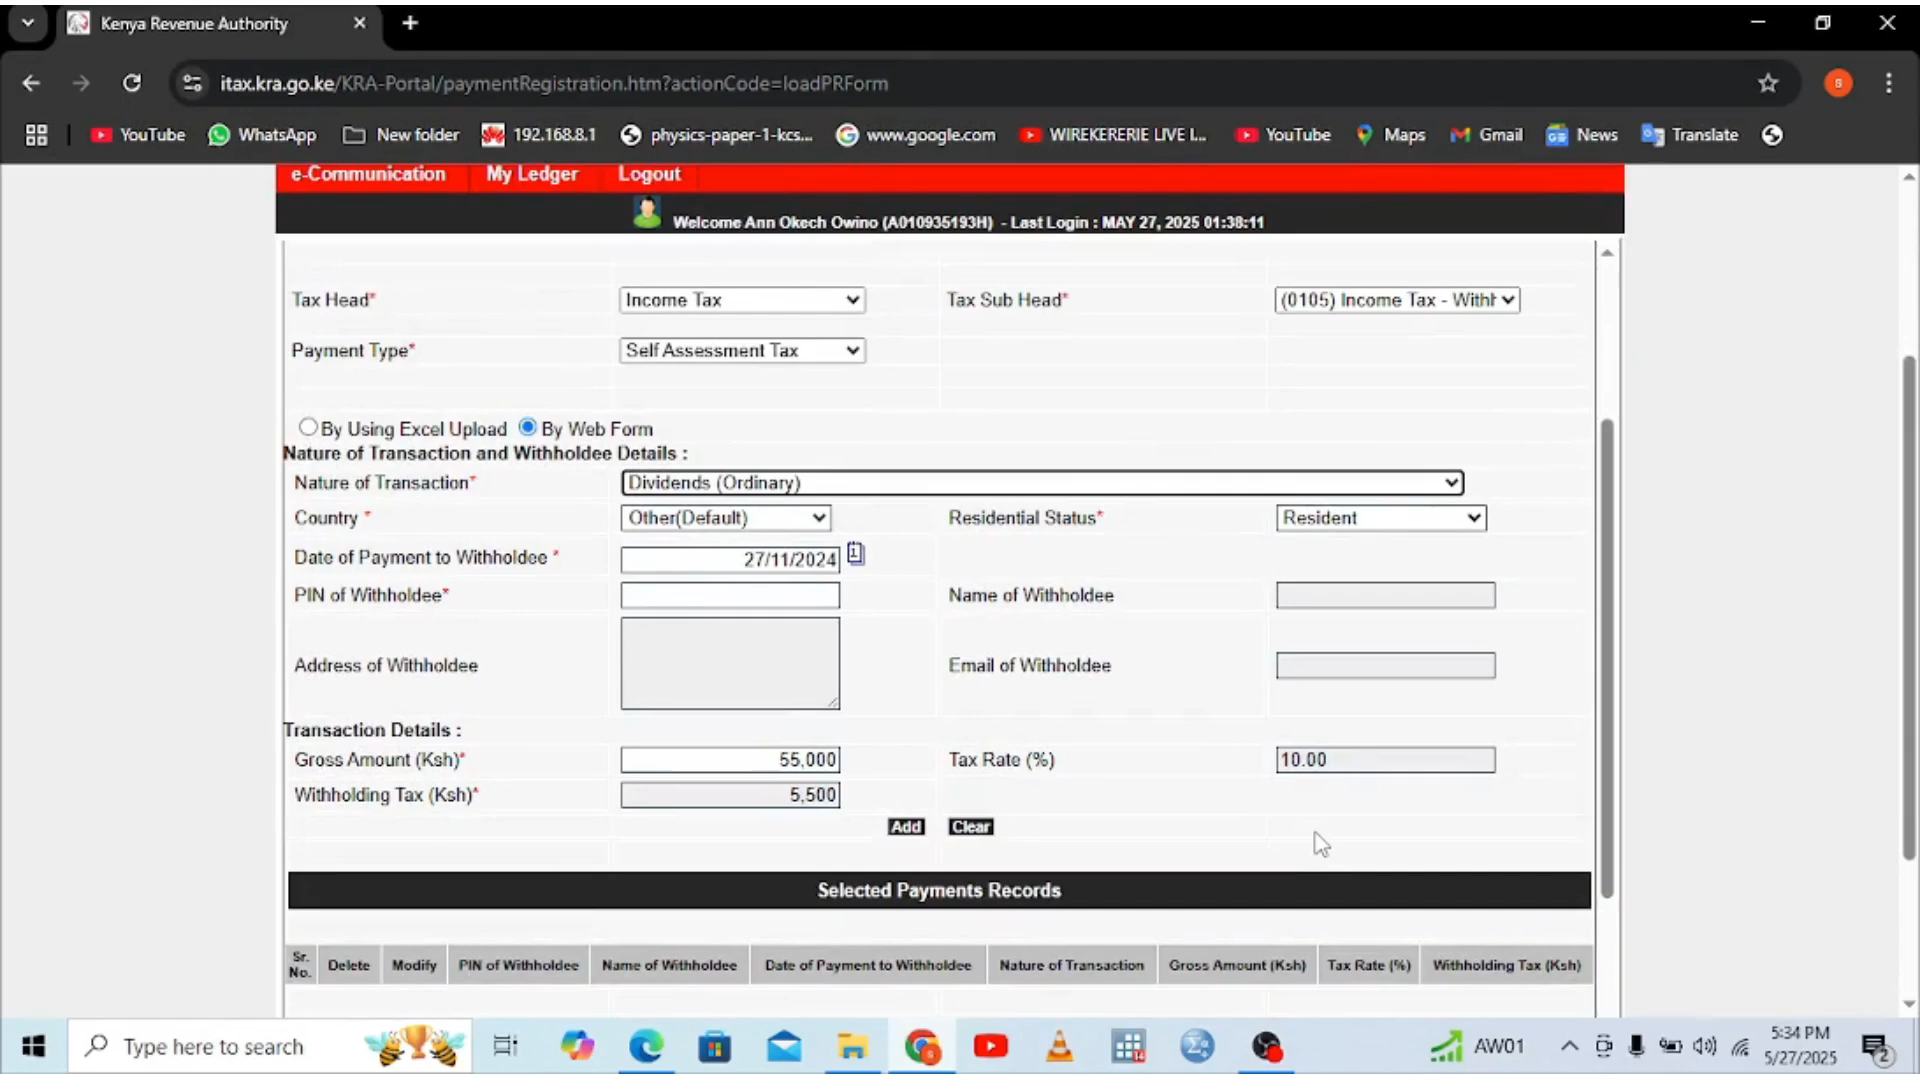 Kenya Revenue Authority
itax.kra.go.ke/KRA-Portal/paymentRegistration.htm?actionCode=loadPRForm
S
YouTube WhatsApp New folder 192.168.8.1 physics-paper-1-kcs... www.google.com WIREKERERIE LIVE I... YouTube Maps Gmail News Translate
e-Communication My Ledger Logout
Welcome Ann Okech Owino (A010935193H) - Last Login : MAY 27, 2025 01:38:11
Tax Head* Income Tax Tax Sub Head* (0105) Income Tax - Withh
Payment Type* Self Assessment Tax
By Using Excel Upload By Web Form
Nature of Transaction and Withholdee Details :
Nature of Transaction* Dividends (Ordinary)
Country * Other(Default) Residential Status* Resident
Date of Payment to Withholdee * 27/11/2024
PIN of Withholdee* Name of Withholdee
Address of Withholdee Email of Withholdee
Transaction Details :
Gross Amount (Ksh)* 55,000 Tax Rate (%) 10.00
Withholding Tax (Ksh)* 5,500
Add Clear
Selected Payments Records
Sr. No. Delete Modify PIN of Withholdee Name of Withholdee Date of Payment to Withholdee Nature of Transaction Gross Amount (Ksh) Tax Rate (%) Withholding Tax (Ksh)
Type here to search AW01 5:34 PM
5/27/2025 2